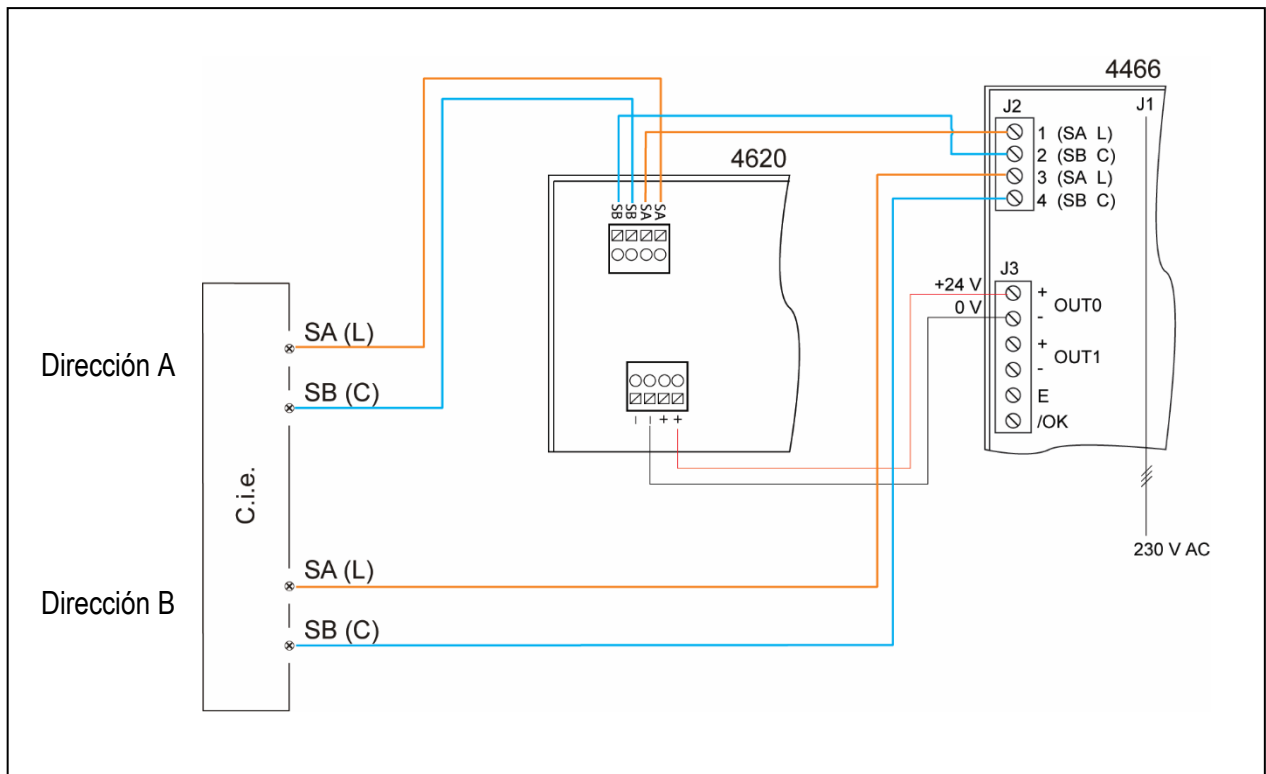 4466
J2
J1
1 (SA L)
2 (SB C)
3 (SA L)
4 (SB C)
4620
SB SB SA SA
J3
+24 V
+
OUT0
0 V
-
+
OUT1
-
E
/OK
Dirección A
SA (L)
SB (C)
- - + +
C.i.e.
230 V AC
Dirección B
SA (L)
SB (C)